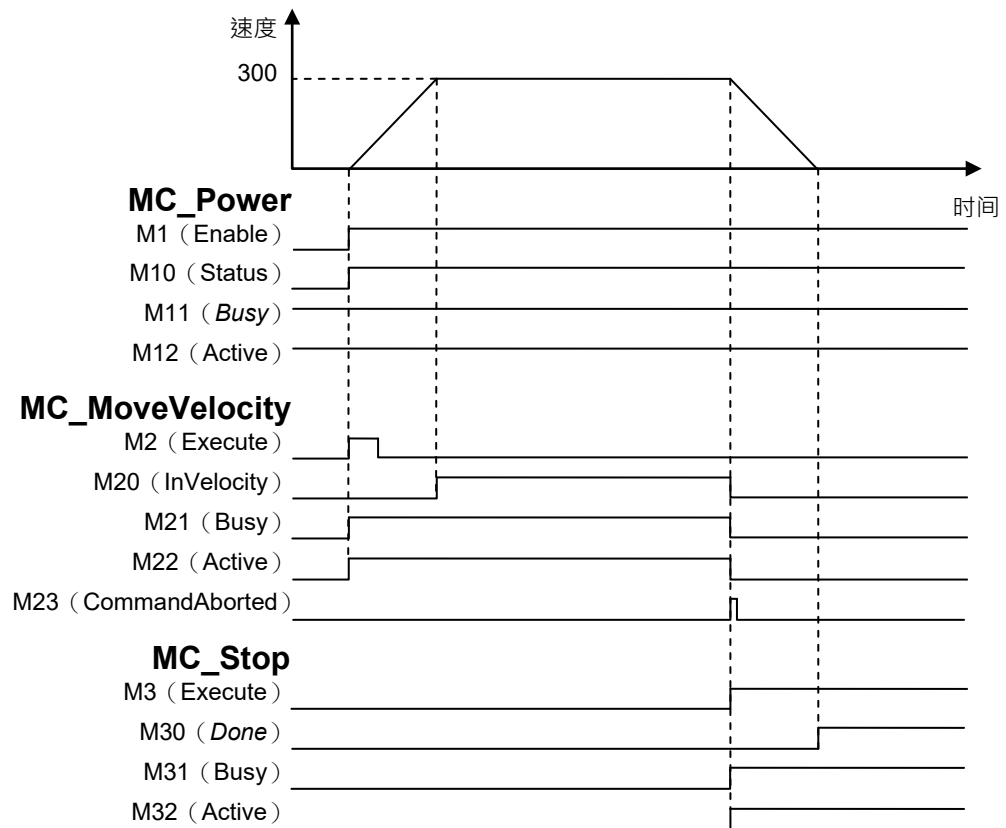 速度
300
时间
MC_Power
M1（Enable）
M10（Status）
M11（Busy）
M12（Active）
MC_MoveVelocity
M2（Execute）
M20（InVelocity）
M21（Busy）
M22（Active）
M23（CommandAborted）
MC_Stop
M3（Execute）
M30（Done）
M31（Busy）
M32（Active）